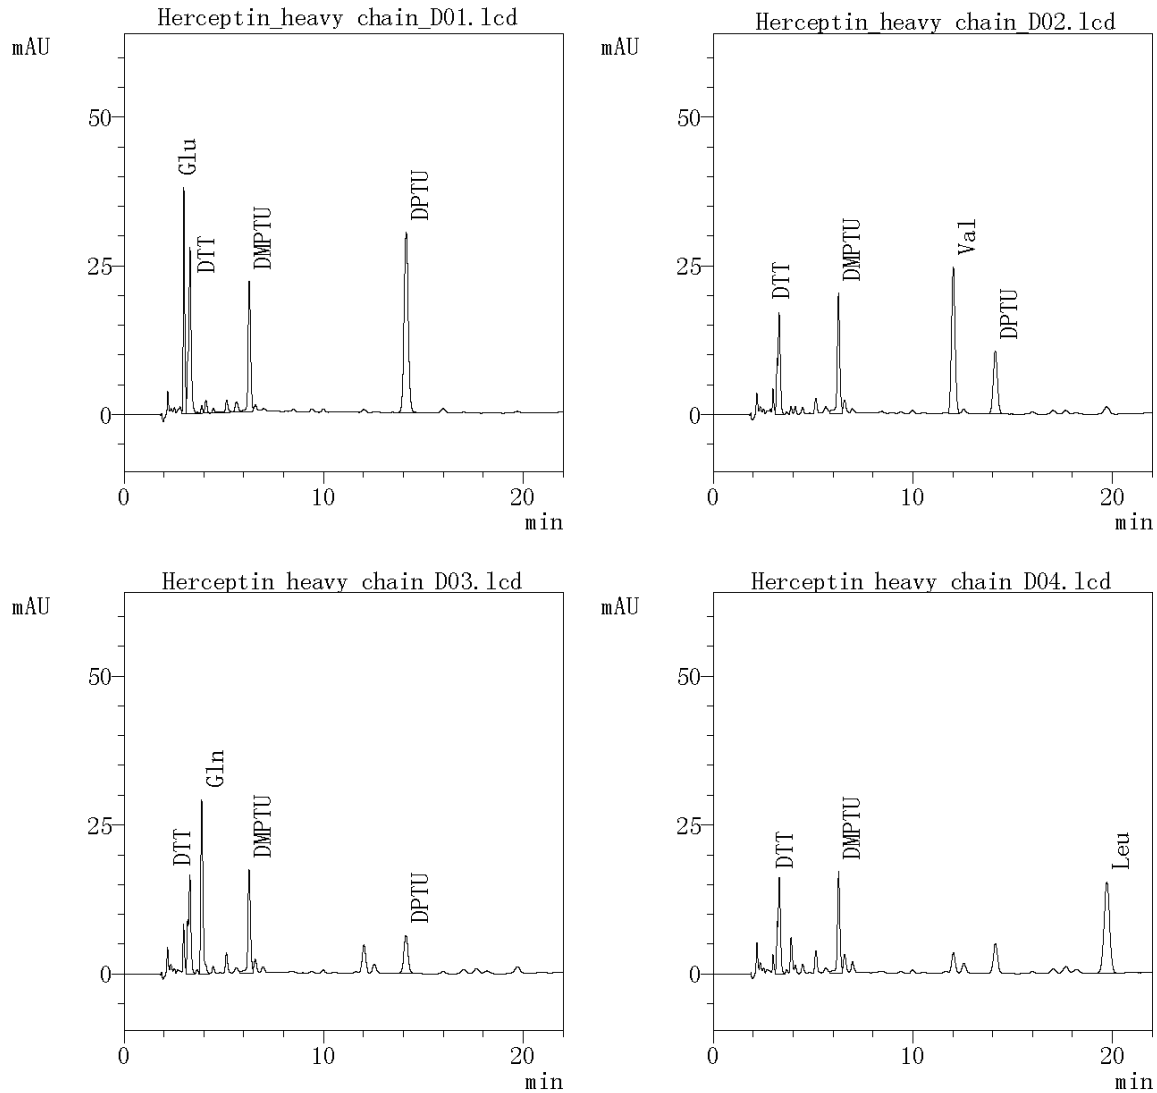 Herceptin_heavy chain_D01.lcd
mAU
50
25
0
Glu
DTT
DMPTU
DPTU
0 10 20
min
Herceptin_heavy chain_D02.lcd
mAU
50
25
0
DTT
DMPTU
Val
DPTU
0 10 20
min
Herceptin heavy chain D03.lcd
mAU
50
25
0
DTT
Gln
DMPTU
DPTU
0 10 20
min
Herceptin heavy chain D04.lcd
mAU
50
25
0
DTT
DMPTU
Leu
0 10 20
min